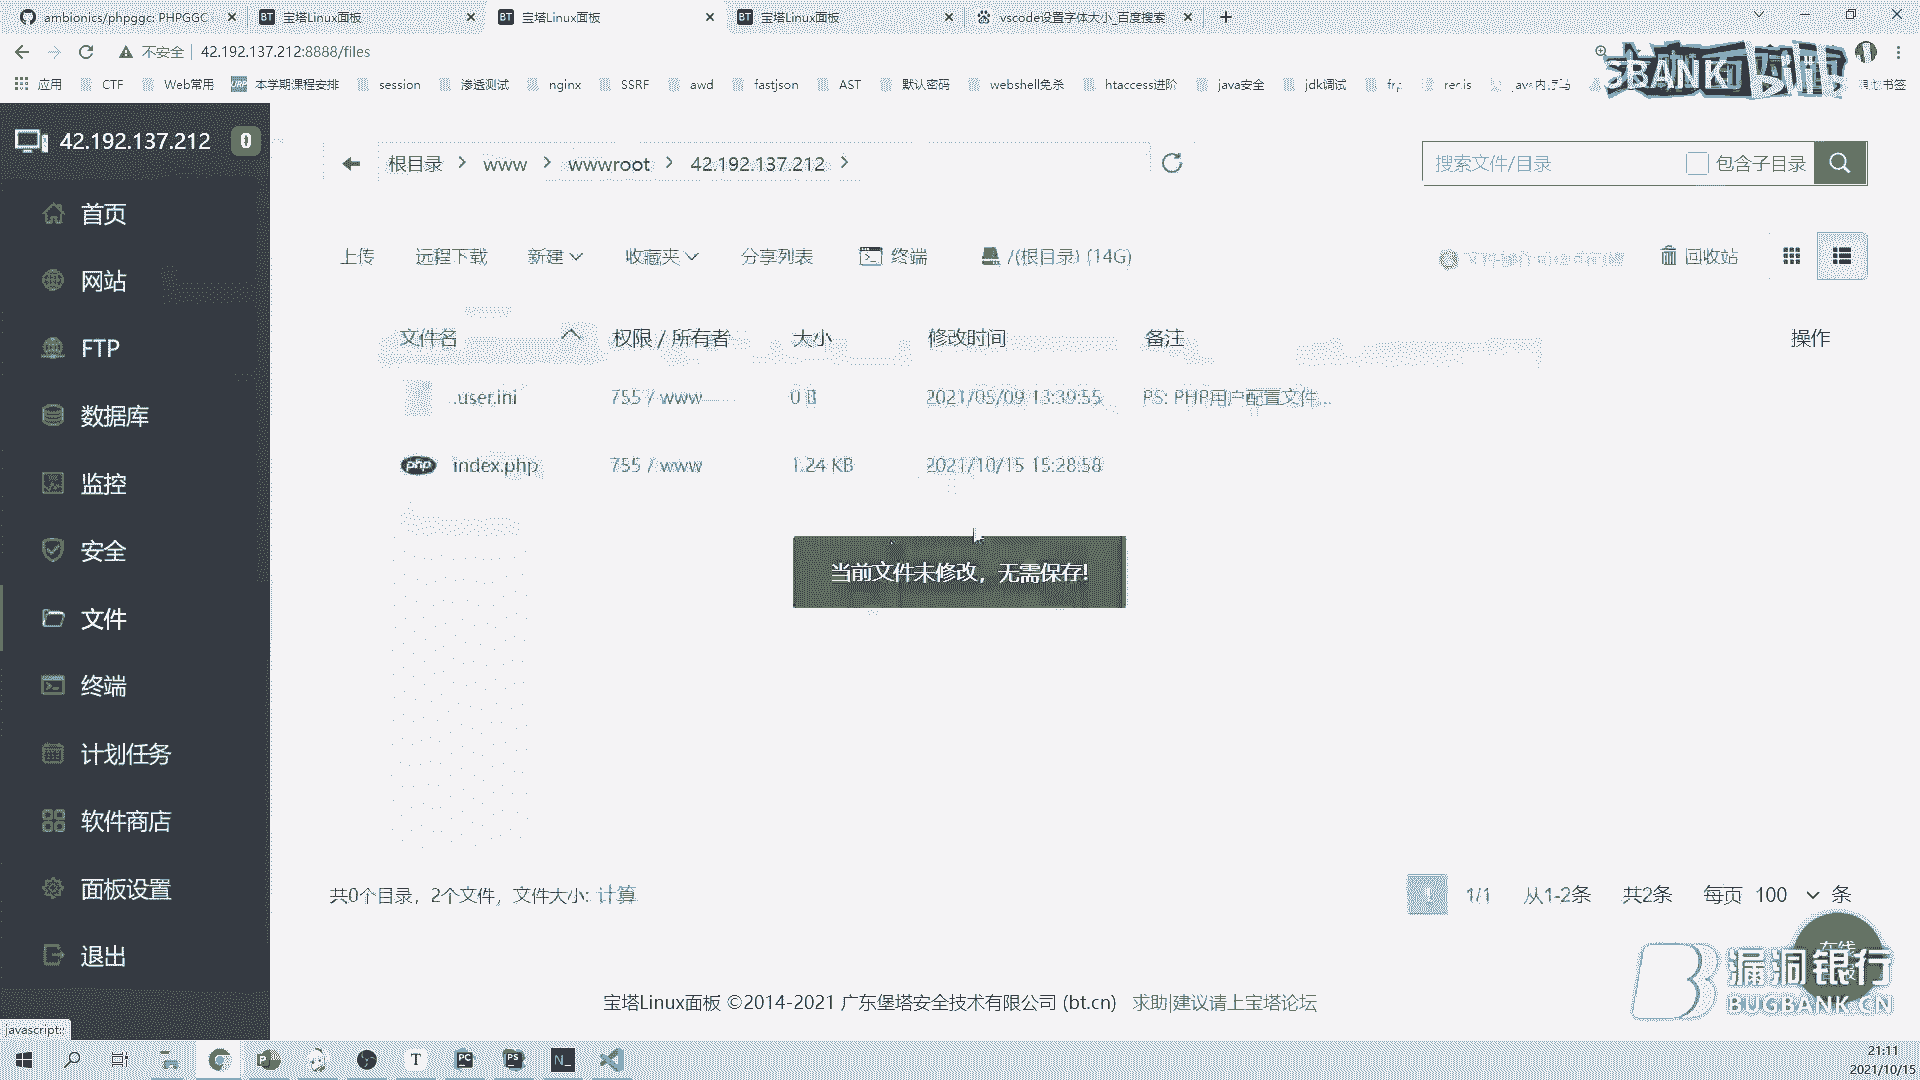 ambionics/phpggc: PHPGGC
宝塔Linux面板
宝塔Linux面板
宝塔Linux面板
vscode设置字体大小_百度搜索
不安全
42.192.137.212:8888/files
应用
CTF
Web常用
本学期课程安排
session
渗透测试
nginx
SSRF
awd
fastjson
AST
默认密码
webshell免杀
htaccess进阶
java安全
jdk调试
frp
redis
java内存马
书签
42.192.137.212
0
根目录 > www > wwwroot > 42.192.137.212 >
搜索文件/目录
包含子目录
首页
网站
FTP
数据库
监控
安全
文件
终端
计划任务
软件商店
面板设置
退出
上传
远程下载
新建
收藏夹
分享列表
终端
/(根目录) (14G)
回收站
文件名
权限 / 所有者
大小
修改时间
备注
操作
.user.ini
755 / www
0 B
2021/05/09 13:39:55
PS: PHP用户配置文件...
php
index.php
755 / www
1.24 KB
2021/10/15 15:28:58
当前文件未修改，无需保存!
共0个目录，2个文件，文件大小: 计算
1
1/1
从1-2条
共2条
每页 100 条
漏洞银行
BUGBANK.CN
宝塔Linux面板 ©2014-2021 广东堡塔安全技术有限公司 (bt.cn)
求助|建议请上宝塔论坛
javascript:;
21:11
2021/10/15